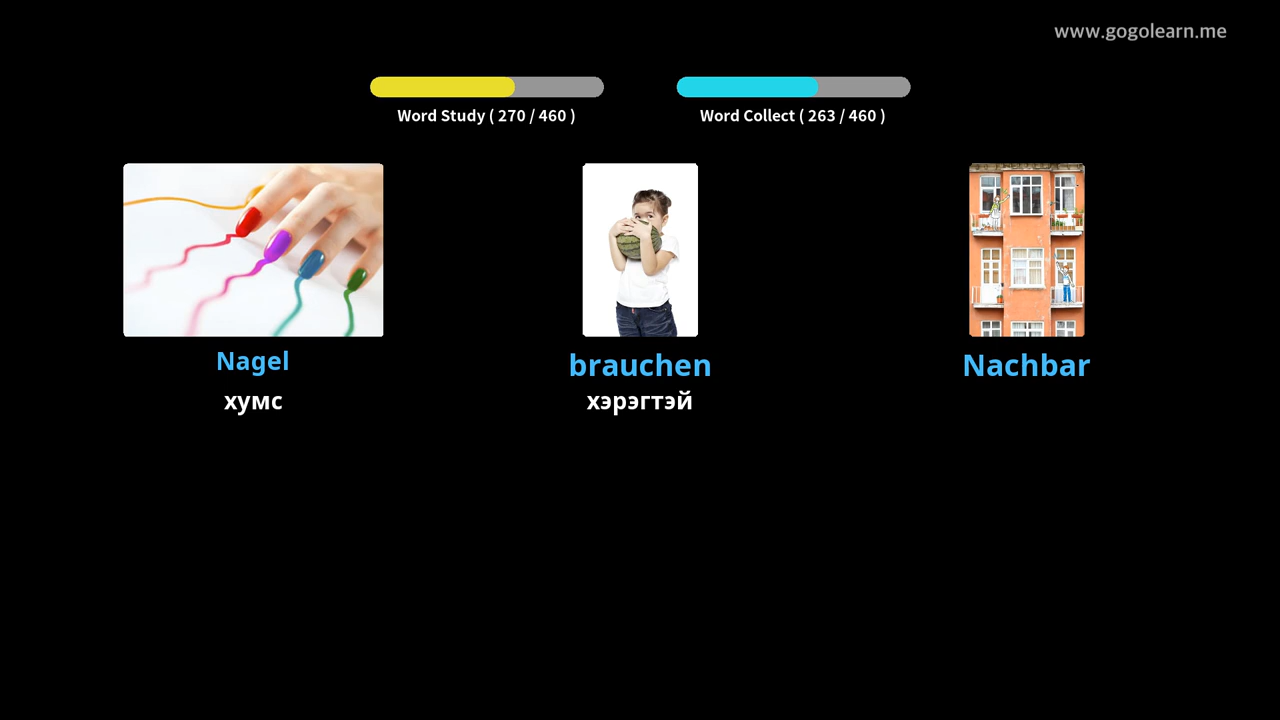 www.gogolearn.me
Word Study ( 270 / 460 )
Word Collect ( 263 / 460 )
Nagel
хумс
brauchen
хэрэгтэй
Nachbar